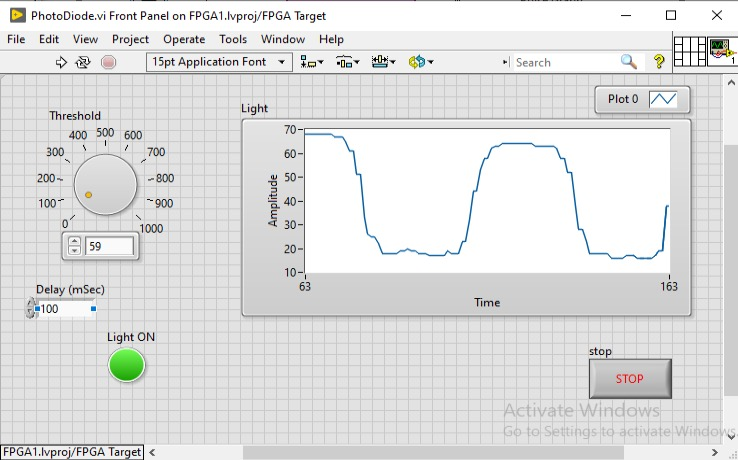 PhotoDiode.vi Front Panel on FPGA1.lvproj/FPGA Target
File Edit View Project Operate Tools Window Help
15pt Application Font
Search
?
1
Threshold
0 100 200 300 400 500 600 700 800 900 1000
59
Delay (mSec)
100
Light ON
Light
Plot 0
Amplitude
70
60
50
40
30
20
10
63 163
Time
stop
STOP
Activate Windows
Go to Settings to activate Windows
FPGA1.lvproj/FPGA Target